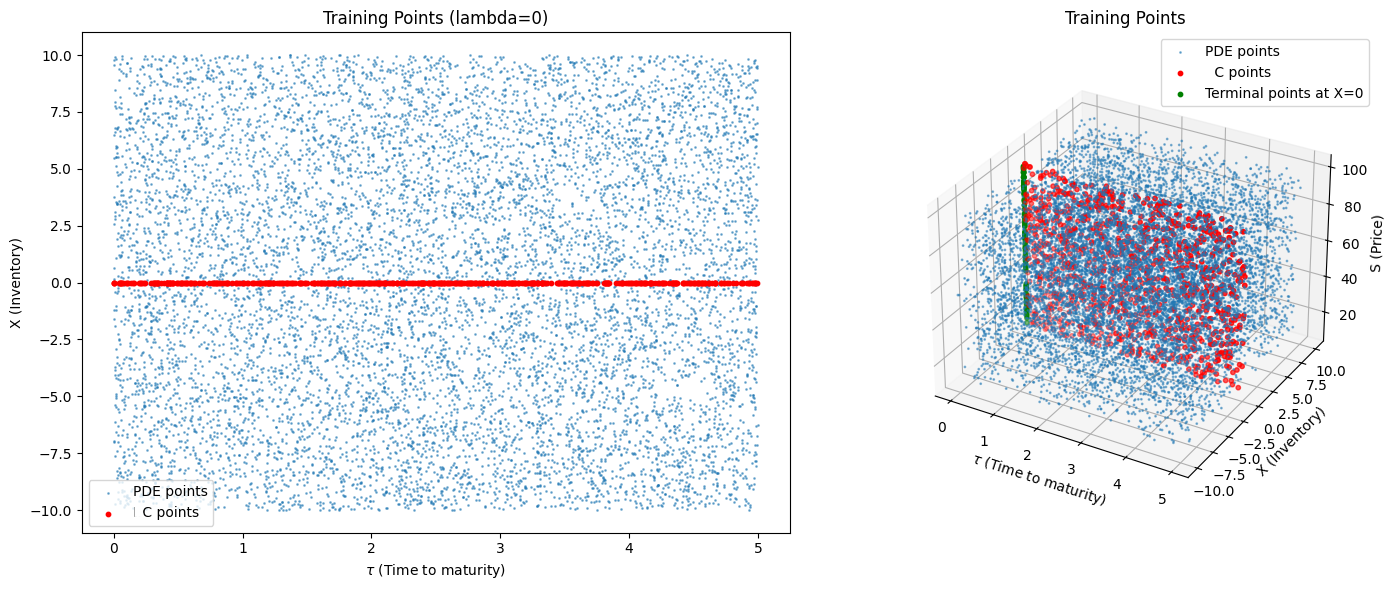 Training Points (lambda=0)
X (Inventory)
10.0
7.5
5.0
2.5
0.0
−2.5
−5.0
−7.5
−10.0
PDE points
C points
0 1 2 3 4 5
τ (Time to maturity)
Training Points
PDE points
C points
Terminal points at X=0
100
80
60
40
20
S (Price)
10.0
7.5
5.0
2.5
0.0
−2.5
−5.0
−7.5
−10.0
X (Inventory)
0 1 2 3 4 5
τ (Time to maturity)